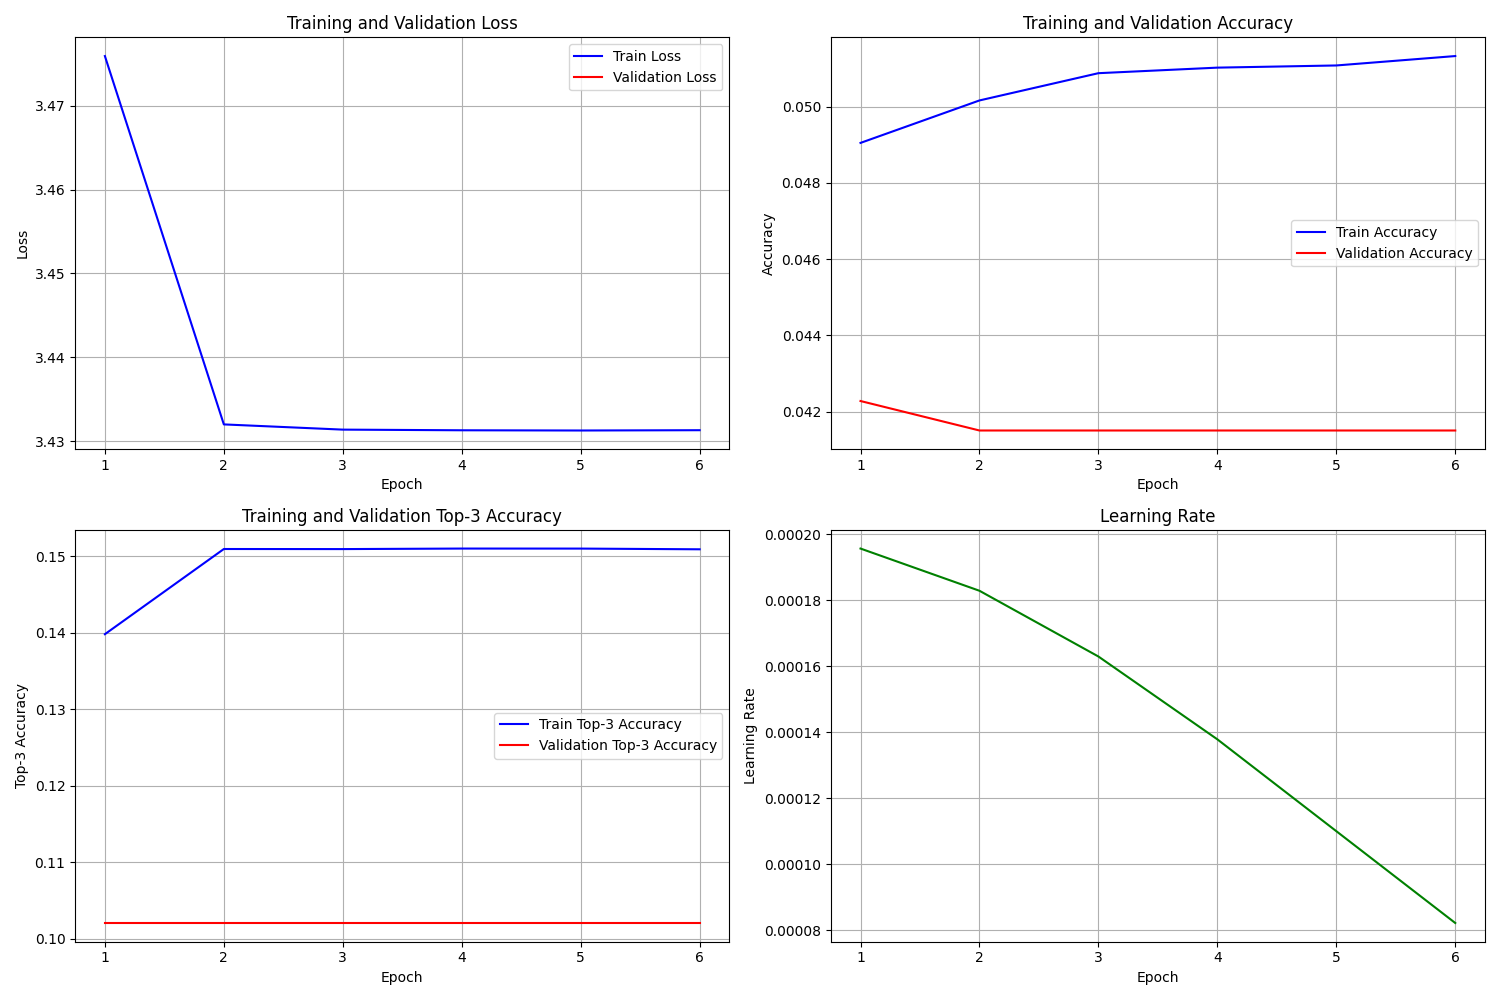 Training and Validation Loss
Train Loss
Validation Loss
3.47
3.46
3.45
3.44
3.43
Loss
1 2 3 4 5 6
Epoch
Training and Validation Accuracy
Train Accuracy
Validation Accuracy
0.050
0.048
0.046
0.044
0.042
Accuracy
1 2 3 4 5 6
Epoch
Training and Validation Top-3 Accuracy
Train Top-3 Accuracy
Validation Top-3 Accuracy
0.15
0.14
0.13
0.12
0.11
0.10
Top-3 Accuracy
1 2 3 4 5 6
Epoch
Learning Rate
0.00020
0.00018
0.00016
0.00014
0.00012
0.00010
0.00008
Learning Rate
1 2 3 4 5 6
Epoch